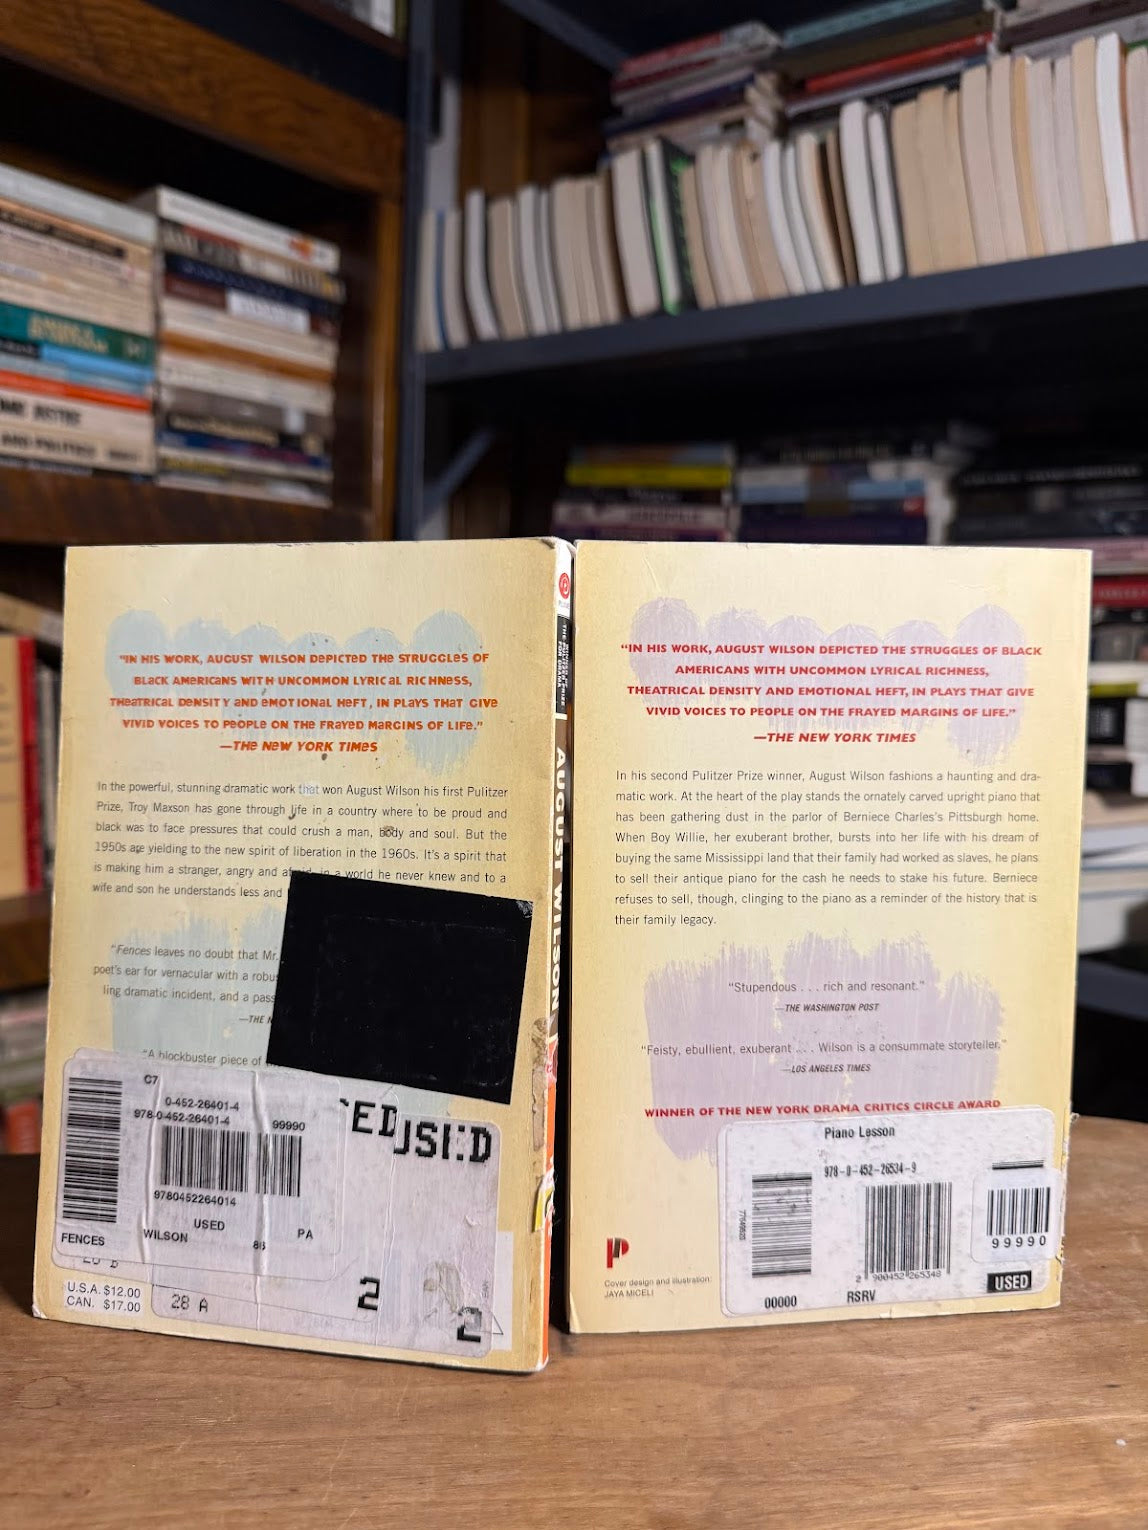 "IN HIS WORK, AUGUST WILSON DEPICTED THE STRUGGLES OF
BLACK AMERICANS WITH UNCOMMON LYRICAL RICHNESS,
THEATRICAL DENSITY AND EMOTIONAL HEFT, IN PLAYS THAT GIVE
VIVID VOICES TO PEOPLE ON THE FRAYED MARGINS OF LIFE."
—THE NEW YORK TIMES
In the powerful, stunning dramatic work that won August Wilson his first Pulitzer
Prize, Troy Maxson has gone through life in a country where to be proud and
black was to face pressures that could crush a man, body and soul. But the
1950s are yielding to the new spirit of liberation in the 1960s. It's a spirit that
is making him a stranger, angry and afraid, in a world he never knew and to a
wife and son he understands less and
"Fences leaves no doubt that Mr.
poet's ear for vernacular with a
ling dramatic incident, and a
—THE
"A blockbuster piece of
C7
0-452-26401-4
978-0-452-26401-4
99990
9780452264014
USED
FENCES
WILSON
PA
USED
U.S.A. $12.00
CAN. $17.00
28 A
2
2
AUGUST WILSON
"IN HIS WORK, AUGUST WILSON DEPICTED THE STRUGGLES OF BLACK
AMERICANS WITH UNCOMMON LYRICAL RICHNESS,
THEATRICAL DENSITY AND EMOTIONAL HEFT, IN PLAYS THAT GIVE
VIVID VOICES TO PEOPLE ON THE FRAYED MARGINS OF LIFE."
—THE NEW YORK TIMES
In his second Pulitzer Prize winner, August Wilson fashions a haunting and dra-
matic work. At the heart of the play stands the ornately carved upright piano that
has been gathering dust in the parlor of Berniece Charles's Pittsburgh home.
When Boy Willie, her exuberant brother, bursts into her life with his dream of
buying the same Mississippi land that their family had worked as slaves, he plans
to sell their antique piano for the cash he needs to stake his future. Berniece
refuses to sell, though, clinging to the piano as a reminder of the history that is
their family legacy.
"Stupendous . . . rich and resonant."
—THE WASHINGTON POST
"Feisty, ebullient, exuberant . . . Wilson is a consummate storyteller."
—LOS ANGELES TIMES
WINNER OF THE NEW YORK DRAMA CRITICS CIRCLE AWARD
Piano Lesson
978-0-452-26534-9
99990
2 900452 265348
00000
RSRV
USED
Cover design and illustration:
JAYA MICELI